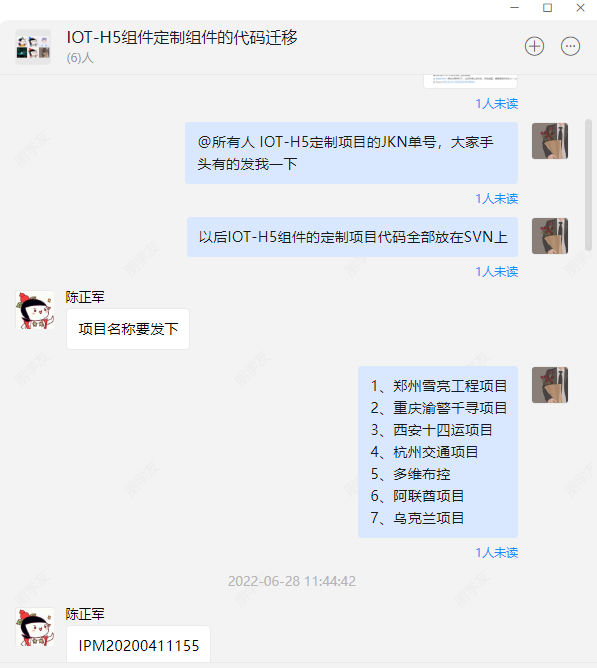 IOT-H5组件定制组件的代码迁移
(6)人
1人未读
@所有人 IOT-H5定制项目的JKN单号，大家手
头有的发我一下
1人未读
以后IOT-H5组件的定制项目代码全部放在SVN上
1人未读
陈正军
项目名称要发下
1、郑州雪亮工程项目
2、重庆渝警千寻项目
3、西安十四运项目
4、杭州交通项目
5、多维布控
6、阿联酋项目
7、乌克兰项目
1人未读
2022-06-28 11:44:42
陈正军
IPM20200411155